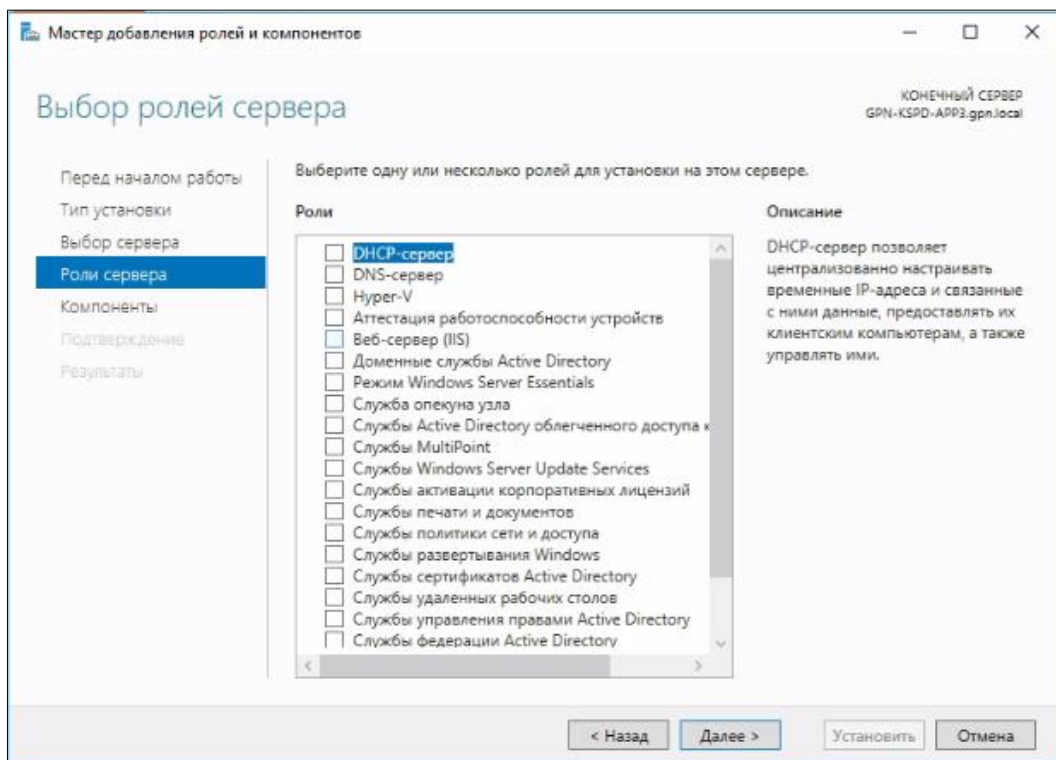 Мастер добавления ролей и компонентов
Выбор ролей сервера
КОНЕЧНЫЙ СЕРВЕР
GPN-KSPD-APP3.gpn.local
Перед началом работы
Тип установки
Выбор сервера
Роли сервера
Компоненты
Подтверждение
Результаты
Выберите одну или несколько ролей для установки на этом сервере.
Роли
DHCP-сервер
DNS-сервер
Hyper-V
Аттестация работоспособности устройств
Веб-сервер (IIS)
Доменные службы Active Directory
Режим Windows Server Essentials
Служба опекуна узла
Службы Active Directory облегченного доступа к
Службы MultiPoint
Службы Windows Server Update Services
Службы активации корпоративных лицензий
Службы печати и документов
Службы политики сети и доступа
Службы развертывания Windows
Службы сертификатов Active Directory
Службы удаленных рабочих столов
Службы управления правами Active Directory
Службы федерации Active Directory
Описание
DHCP-сервер позволяет
централизованно настраивать
временные IP-адреса и связанные
с ними данные, предоставлять их
клиентским компьютерам, а также
управлять ими.
< Назад
Далее >
Установить
Отмена